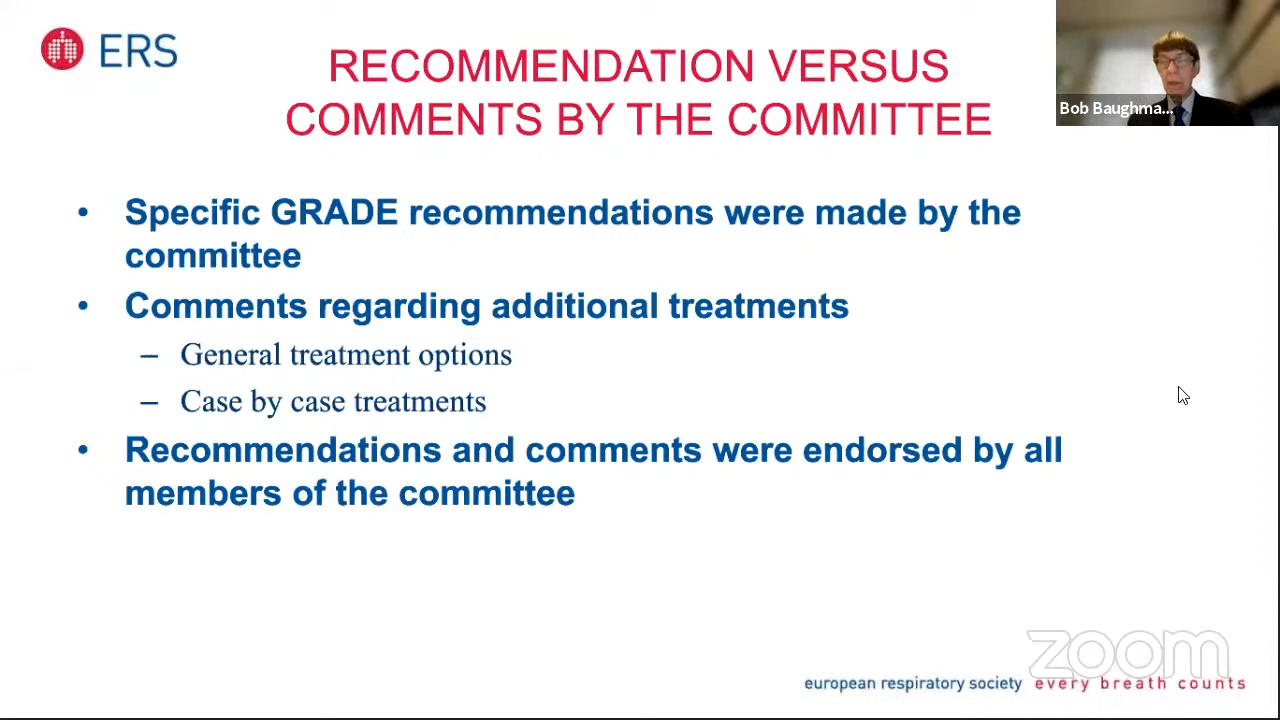 ERS
RECOMMENDATION VERSUS
COMMENTS BY THE COMMITTEE
Bob Baughma...
• Specific GRADE recommendations were made by the
committee
• Comments regarding additional treatments
– General treatment options
– Case by case treatments
• Recommendations and comments were endorsed by all
members of the committee
zoom
european respiratory society every breath counts